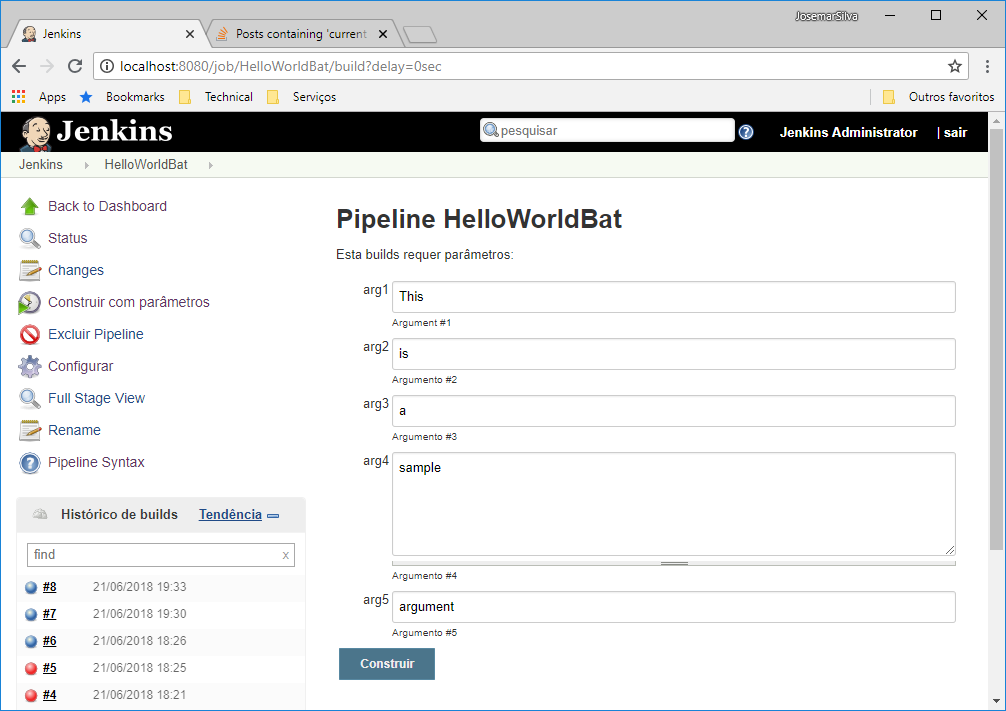 JosemarSilva
Jenkins
Posts containing 'current
localhost:8080/job/HelloWorldBat/build?delay=0sec
Apps Bookmarks Technical Serviços Outros favoritos
Jenkins pesquisar Jenkins Administrator | sair
Jenkins HelloWorldBat
Back to Dashboard
Status
Changes
Construir com parâmetros
Excluir Pipeline
Configurar
Full Stage View
Rename
Pipeline Syntax
Histórico de builds Tendência
find x
#8 21/06/2018 19:33
#7 21/06/2018 19:30
#6 21/06/2018 18:26
#5 21/06/2018 18:25
#4 21/06/2018 18:21
Pipeline HelloWorldBat
Esta builds requer parâmetros:
arg1 This
Argument #1
arg2 is
Argumento #2
arg3 a
Argumento #3
arg4 sample
Argumento #4
arg5 argument
Argumento #5
Construir